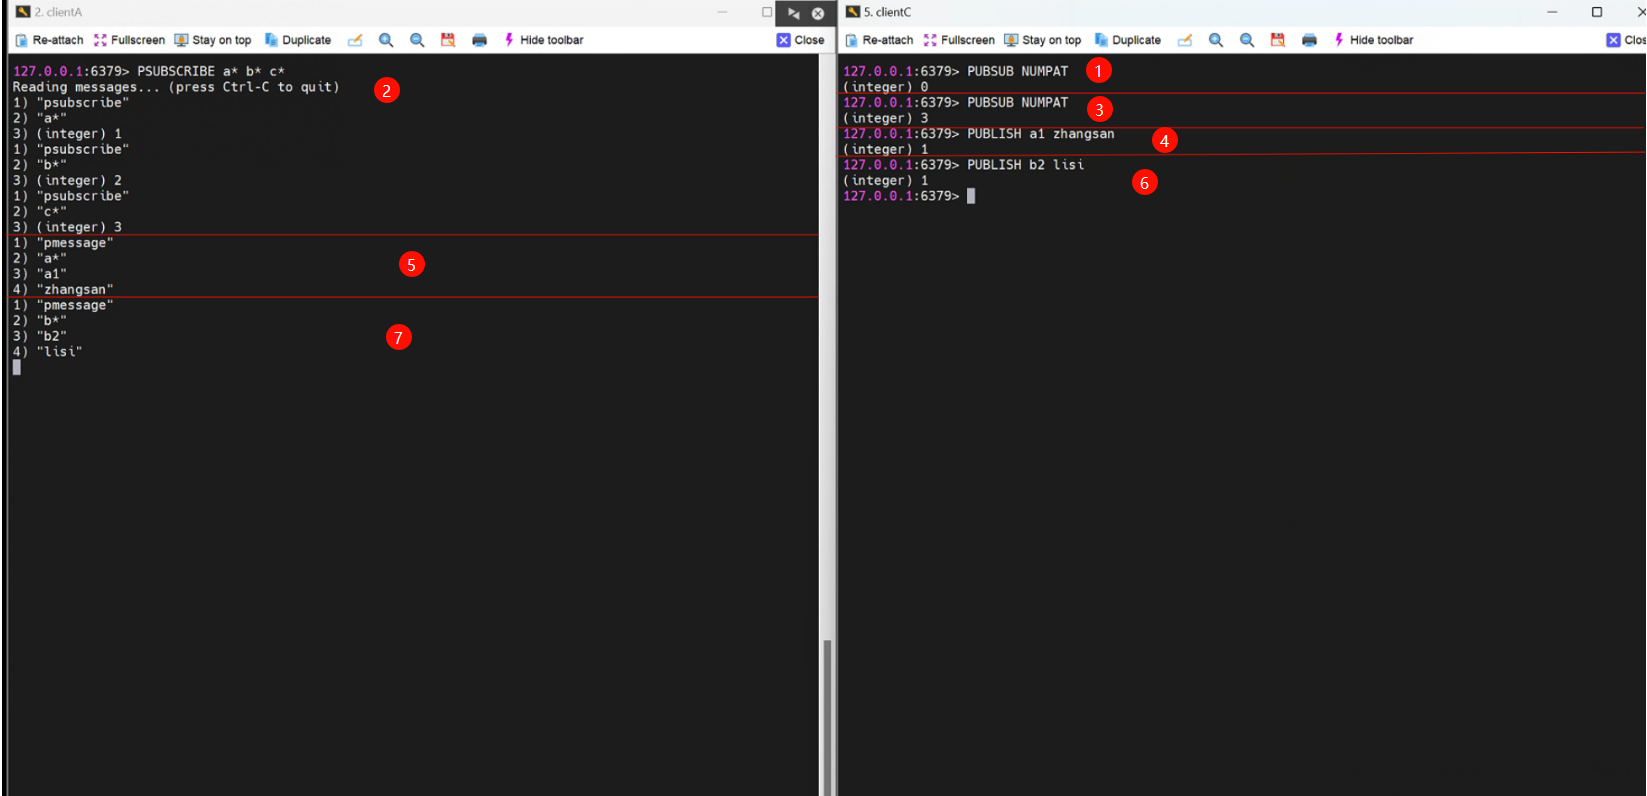 2. clientA
Re-attach Fullscreen Stay on top Duplicate Hide toolbar Close
127.0.0.1:6379> PSUBSCRIBE a* b* c*
Reading messages... (press Ctrl-C to quit)
2
1) "psubscribe"
2) "a*"
3) (integer) 1
1) "psubscribe"
2) "b*"
3) (integer) 2
1) "psubscribe"
2) "c*"
3) (integer) 3
1) "pmessage"
2) "a*"
5
3) "a1"
4) "zhangsan"
1) "pmessage"
2) "b*"
3) "b2"
7
4) "lisi"
5. clientC
Re-attach Fullscreen Stay on top Duplicate Hide toolbar Clos
127.0.0.1:6379> PUBSUB NUMPAT 1
(integer) 0
127.0.0.1:6379> PUBSUB NUMPAT 3
(integer) 3
127.0.0.1:6379> PUBLISH a1 zhangsan 4
(integer) 1
127.0.0.1:6379> PUBLISH b2 lisi
(integer) 1 6
127.0.0.1:6379>